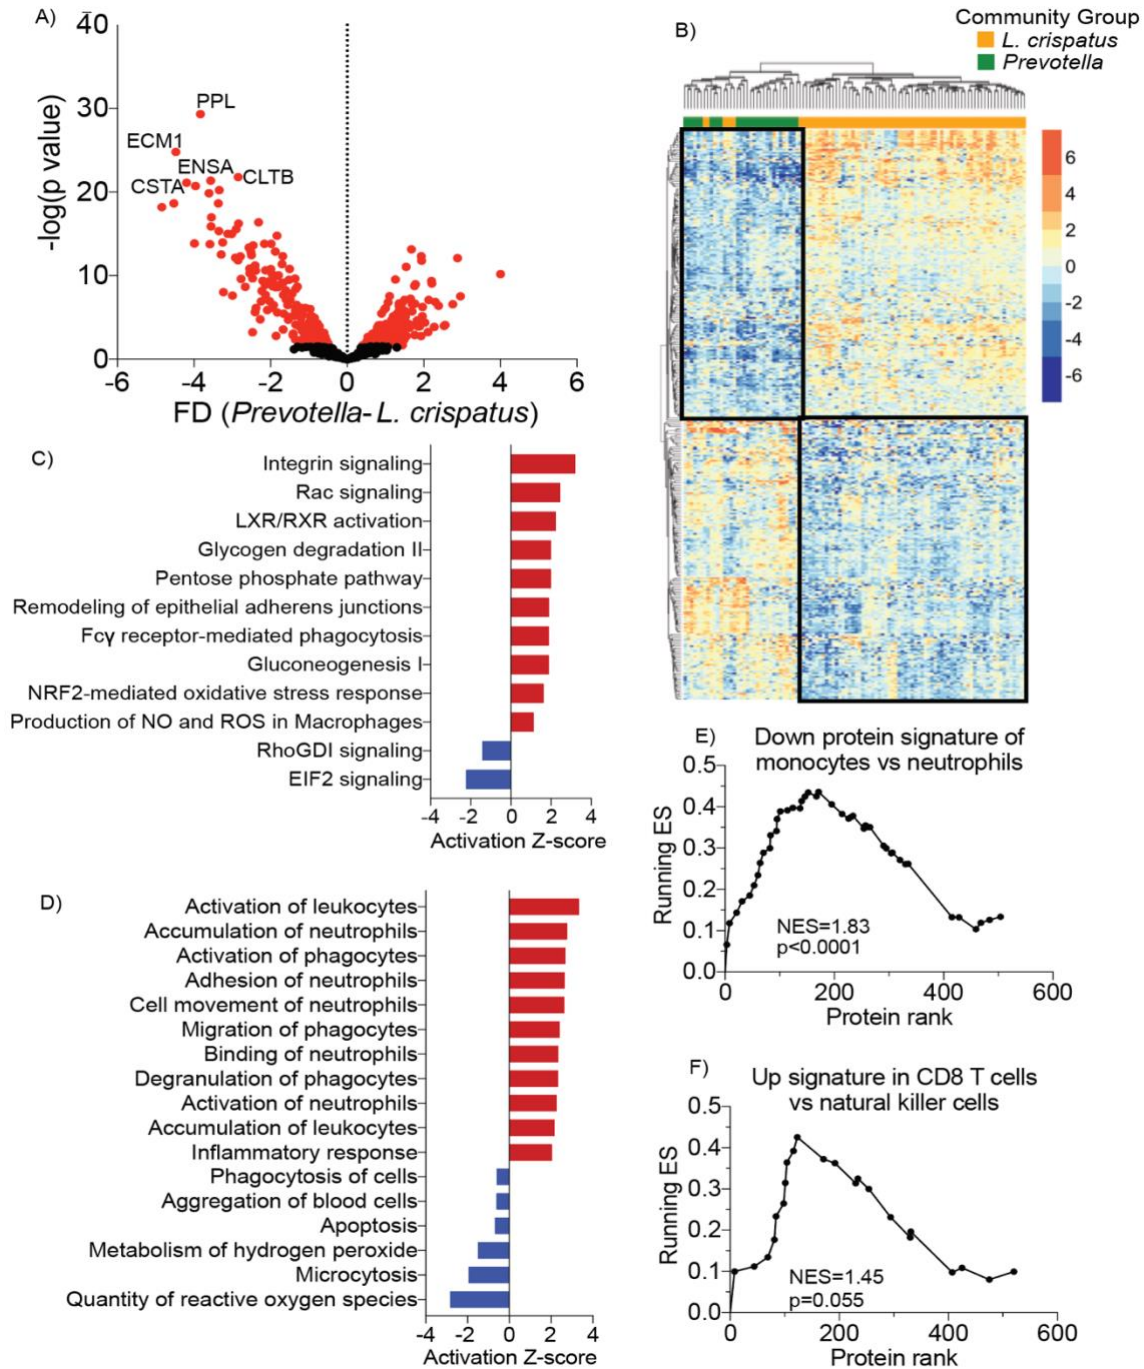 A)
40
30
20
10
0
-log(p value)
PPL
ECM1
ENSA
CLTB
CSTA
-6
-4
-2
0
2
4
6
FD (Prevotella- L. crispatus)
B)
Community Group
L. crispatus
Prevotella
6
4
2
0
-2
-4
-6
C)
Integrin signaling
Rac signaling
LXR/RXR activation
Glycogen degradation II
Pentose phosphate pathway
Remodeling of epithelial adherens junctions
Fcγ receptor-mediated phagocytosis
Gluconeogenesis I
NRF2-mediated oxidative stress response
Production of NO and ROS in Macrophages
RhoGDI signaling
EIF2 signaling
-4 -2 0 2 4
Activation Z-score
D)
Activation of leukocytes
Accumulation of neutrophils
Activation of phagocytes
Adhesion of neutrophils
Cell movement of neutrophils
Migration of phagocytes
Binding of neutrophils
Degranulation of phagocytes
Activation of neutrophils
Accumulation of leukocytes
Inflammatory response
Phagocytosis of cells
Aggregation of blood cells
Apoptosis
Metabolism of hydrogen peroxide
Microcytosis
Quantity of reactive oxygen species
-4 -2 0 2 4
Activation Z-score
E)
Down protein signature of
monocytes vs neutrophils
0.5
0.4
0.3
0.2
0.1
0.0
Running ES
NES=1.83
p<0.0001
0 200 400 600
Protein rank
F)
Up signature in CD8 T cells
vs natural killer cells
0.5
0.4
0.3
0.2
0.1
0.0
Running ES
NES=1.45
p=0.055
0 200 400 600
Protein rank